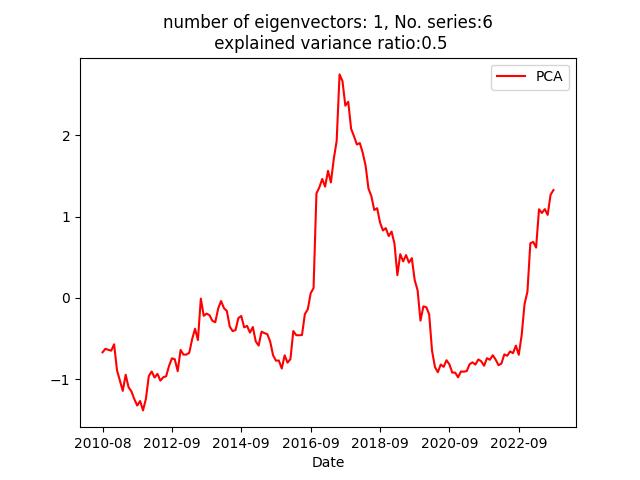 number of eigenvectors: 1, No. series:6
explained variance ratio:0.5
PCA
2
1
0
−1
2010-08 2012-09 2014-09 2016-09 2018-09 2020-09 2022-09
Date